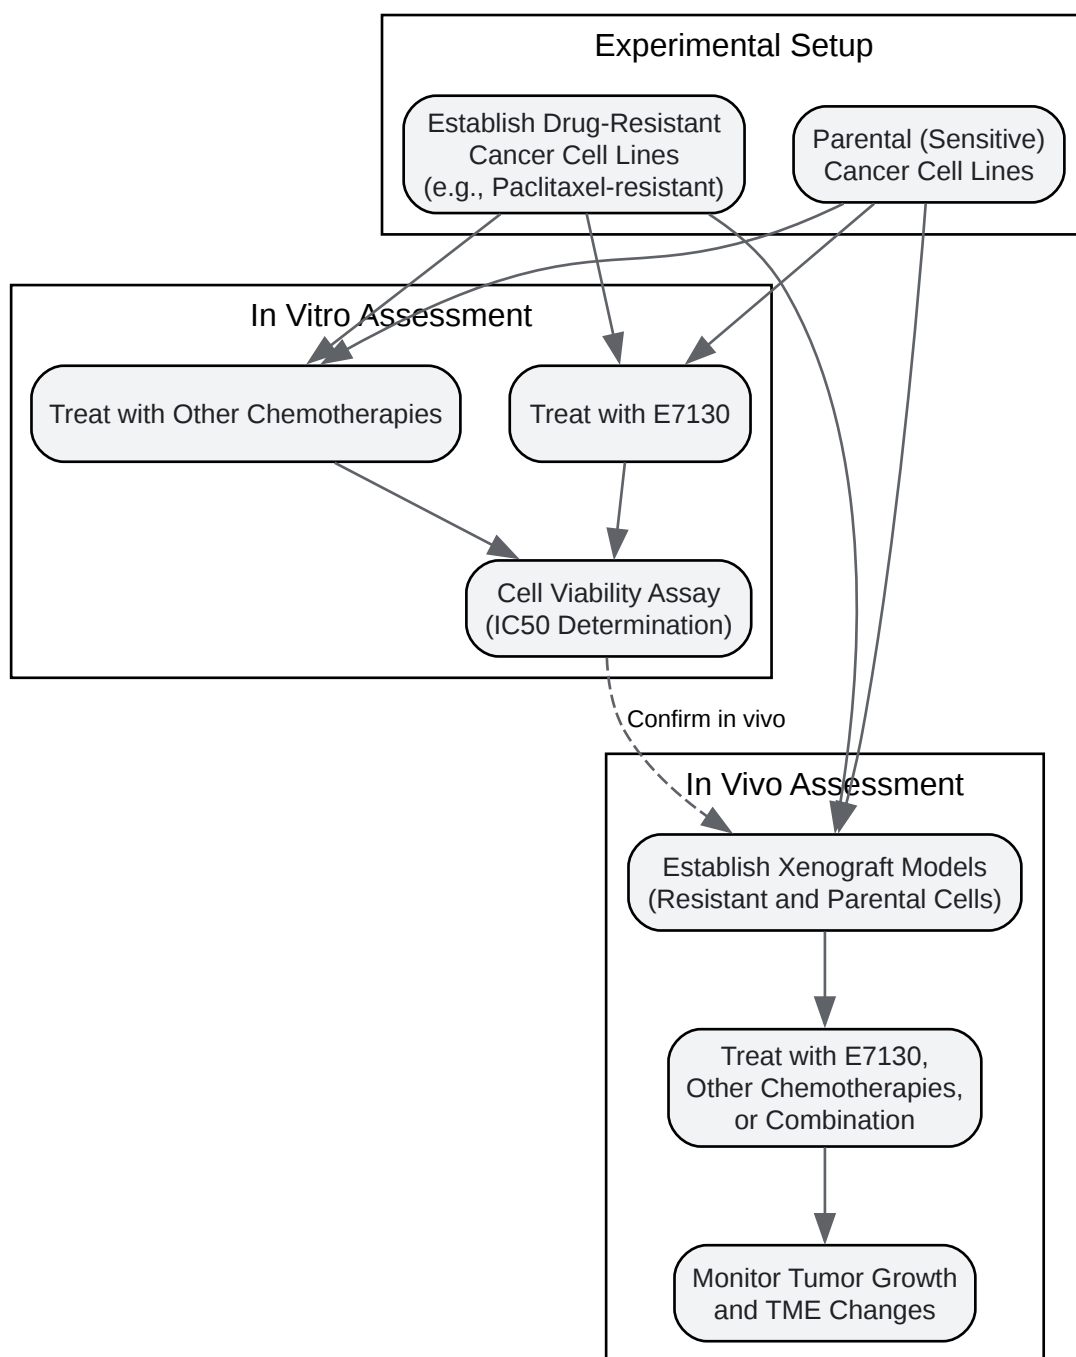 Experimental Setup
Establish Drug-Resistant
Cancer Cell Lines
(e.g., Paclitaxel-resistant)
Parental (Sensitive)
Cancer Cell Lines
In Vitro Assessment
Treat with Other Chemotherapies
Treat with E7130
Cell Viability Assay
(IC50 Determination)
Confirm in vivo
In Vivo Assessment
Establish Xenograft Models
(Resistant and Parental Cells)
Treat with E7130,
Other Chemotherapies,
or Combination
Monitor Tumor Growth
and TME Changes